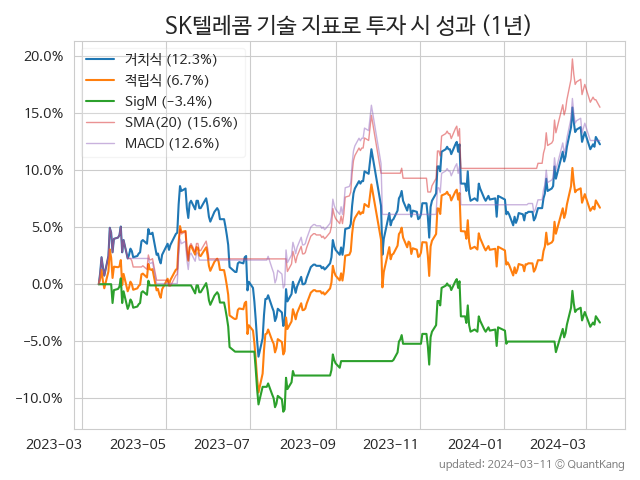 SK텔레콤 기술 지표로 투자 시 성과 (1년)
거치식 (12.3%)
적립식 (6.7%)
SigM (−3.4%)
SMA(20) (15.6%)
MACD (12.6%)
20.0%
15.0%
10.0%
5.0%
0.0%
−5.0%
−10.0%
2023-03 2023-05 2023-07 2023-09 2023-11 2024-01 2024-03
updated: 2024-03-11 © QuantKang